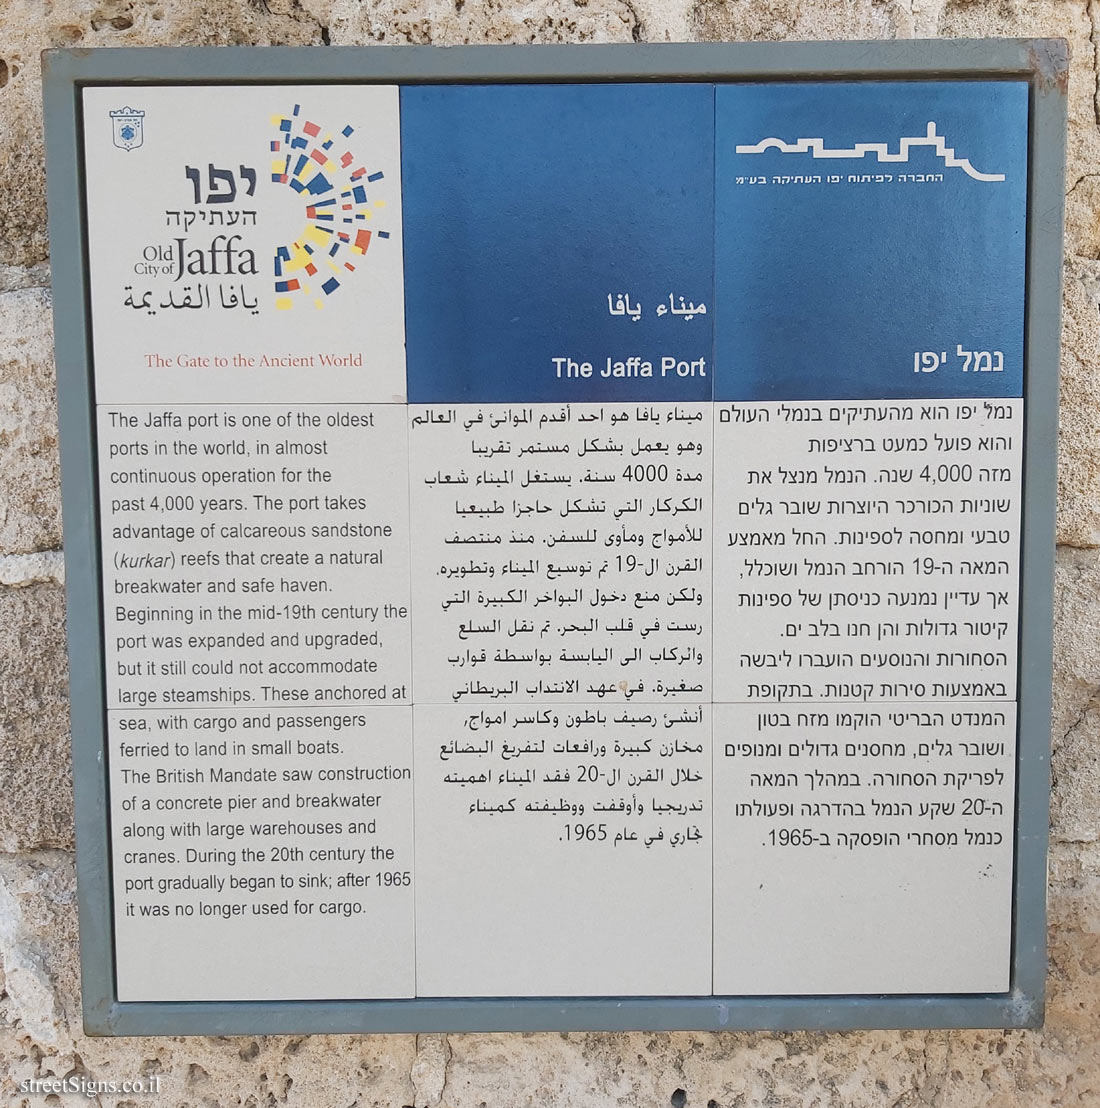 יפו
העתיקה
Old
City of Jaffa
يافا القديمة
The Gate to the Ancient World
ميناء يافا
The Jaffa Port
החברה לפיתוח יפו העתיקה בע"מ
נמל יפו
The Jaffa port is one of the oldest
ports in the world, in almost
continuous operation for the
past 4,000 years. The port takes
advantage of calcareous sandstone
(kurkar) reefs that create a natural
breakwater and safe haven.
Beginning in the mid-19th century the
port was expanded and upgraded,
but it still could not accommodate
large steamships. These anchored at
sea, with cargo and passengers
ferried to land in small boats.
The British Mandate saw construction
of a concrete pier and breakwater
along with large warehouses and
cranes. During the 20th century the
port gradually began to sink; after 1965
it was no longer used for cargo.
ميناء يافا هو احد أقدم الموانئ في العالم
وهو يعمل بشكل مستمر تقريبا
مدة 4000 سنة. يستغل الميناء شعاب
الكركار التي تشكل حاجزا طبيعيا
للأمواج ومأوى للسفن. منذ منتصف
القرن ال-19 تم توسيع الميناء وتطويره,
ولكن منع دخول البواخر الكبيرة التي
رست في قلب البحر. تم نقل السلع
والركاب الى اليابسة بواسطة قوارب
صغيرة. في عهد الانتداب البريطاني
أنشئ رصيف باطون وكاسر امواج,
مخازن كبيرة ورافعات لتفريغ البضائع
خلال القرن ال-20 فقد الميناء اهميته
تدريجيا وأوقفت ووظيفته كميناء
تجاري في عام 1965.
נמל יפו הוא מהעתיקים בנמלי העולם
והוא פועל כמעט ברציפות
מזה 4,000 שנה. הנמל מנצל את
שוניות הכורכר היוצרות שובר גלים
טבעי ומחסה לספינות. החל מאמצע
המאה ה-19 הורחב הנמל ושוכלל,
אך עדיין נמנעה כניסתן של ספינות
קיטור גדולות והן חנו בלב ים.
הסחורות והנוסעים הועברו ליבשה
באמצעות סירות קטנות. בתקופת
המנדט הבריטי הוקמו מזח בטון
ושובר גלים, מחסנים גדולים ומנופים
לפריקת הסחורה. במהלך המאה
ה-20 שקע הנמל בהדרגה ופעולתו
כנמל מסחרי הופסקה ב-1965.
streetSigns.co.il